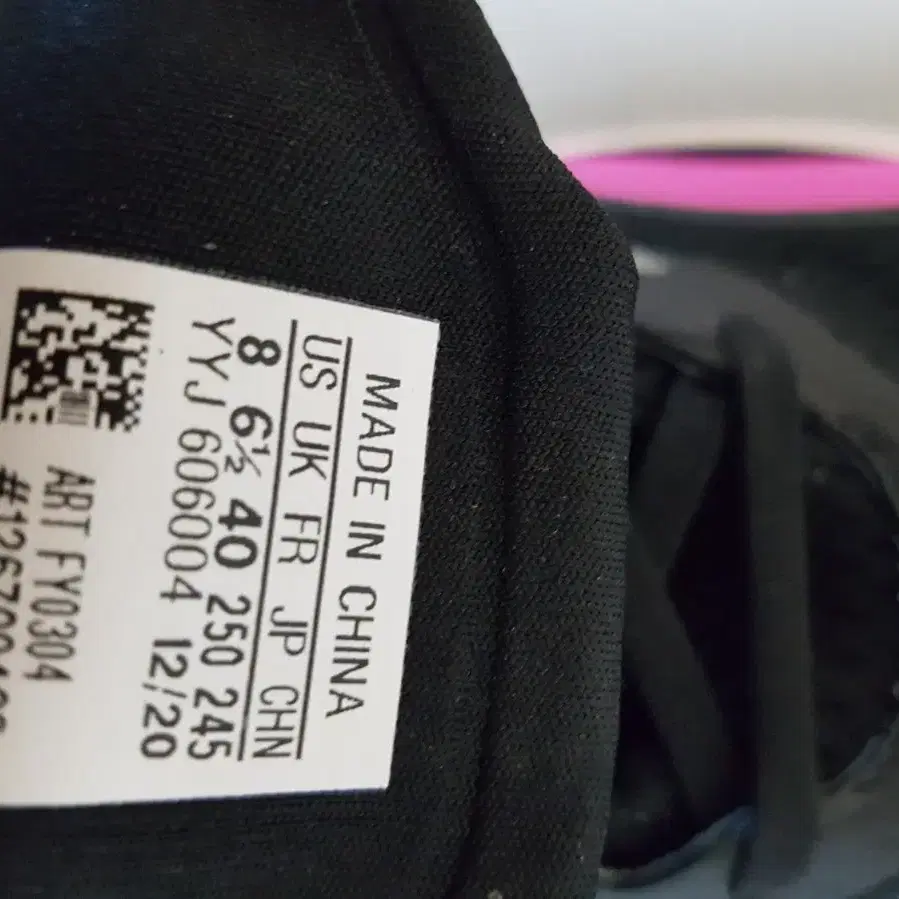 MADE IN CHINA
US UK FR JP CHN
8 6½ 40 250 245
YYJ 606004 12/20
ART FY0304